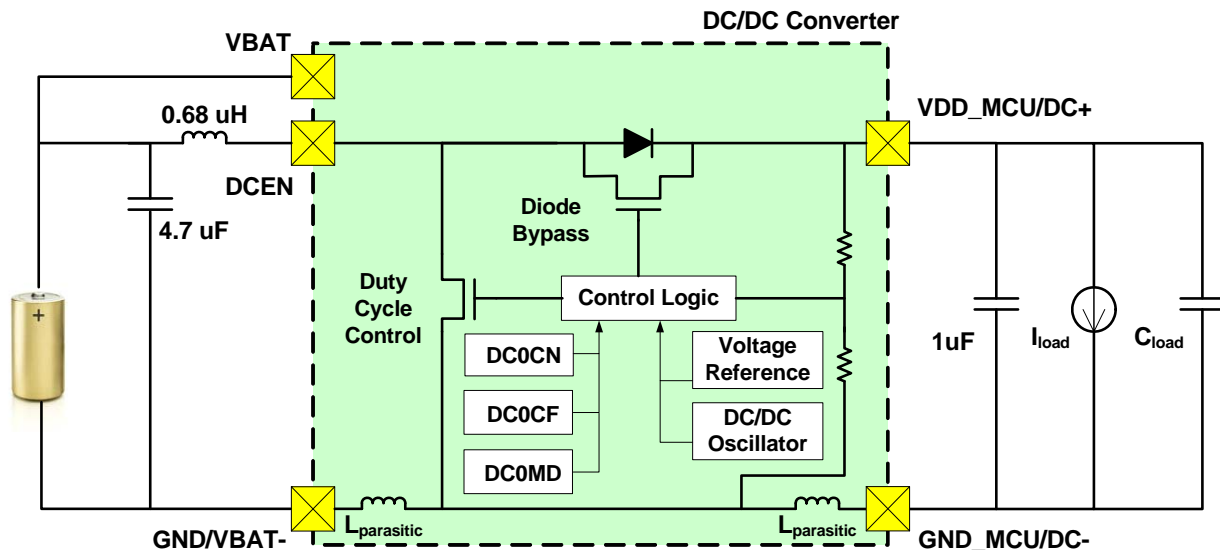 DC/DC Converter
VBAT
0.68 uH
VDD_MCU/DC+
DCEN
4.7 uF
Diode
Bypass
Duty
Cycle
Control
Control Logic
+
DC0CN
Voltage
Reference
1uF
Iload
Cload
DC0CF
DC/DC
Oscillator
DC0MD
Lparasitic
Lparasitic
GND/VBAT-
GND_MCU/DC-